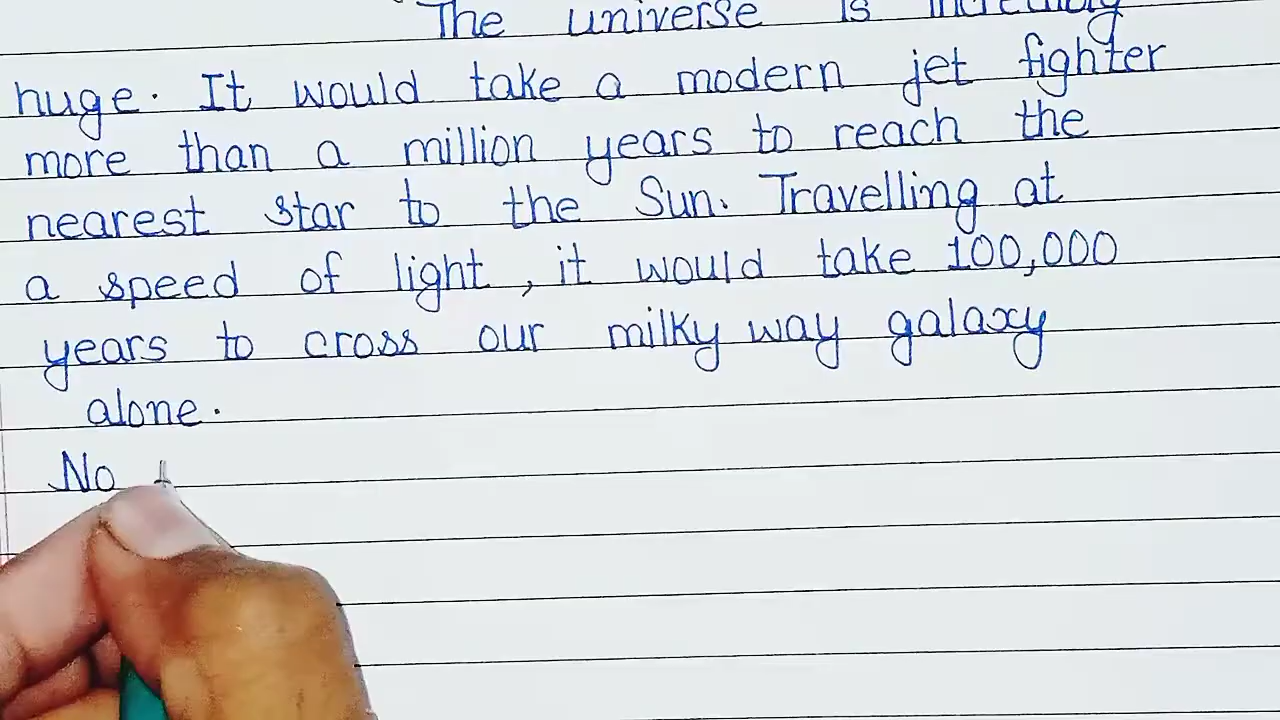 The universe is incredibly
huge. It would take a modern jet fighter
more than a million years to reach the
nearest star to the Sun. Travelling at
a speed of light, it would take 100,000
years to cross our milky way galaxy
alone.
No